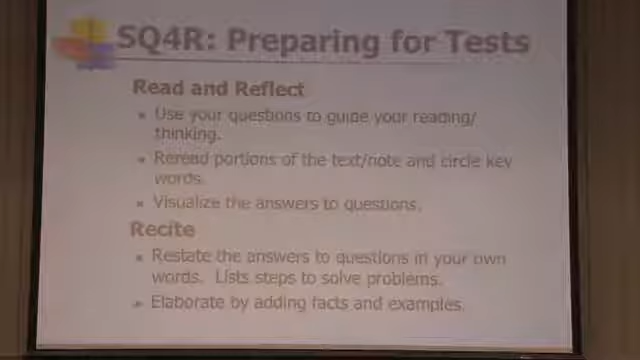 SQ4R: Preparing for Tests
Read and Reflect
Use your questions to guide your reading/
thinking.
Reread portions of the text/note and circle key
words.
Visualize the answers to questions.
Recite
Restate the answers to questions in your own
words. Lists steps to solve problems.
Elaborate by adding facts and examples.